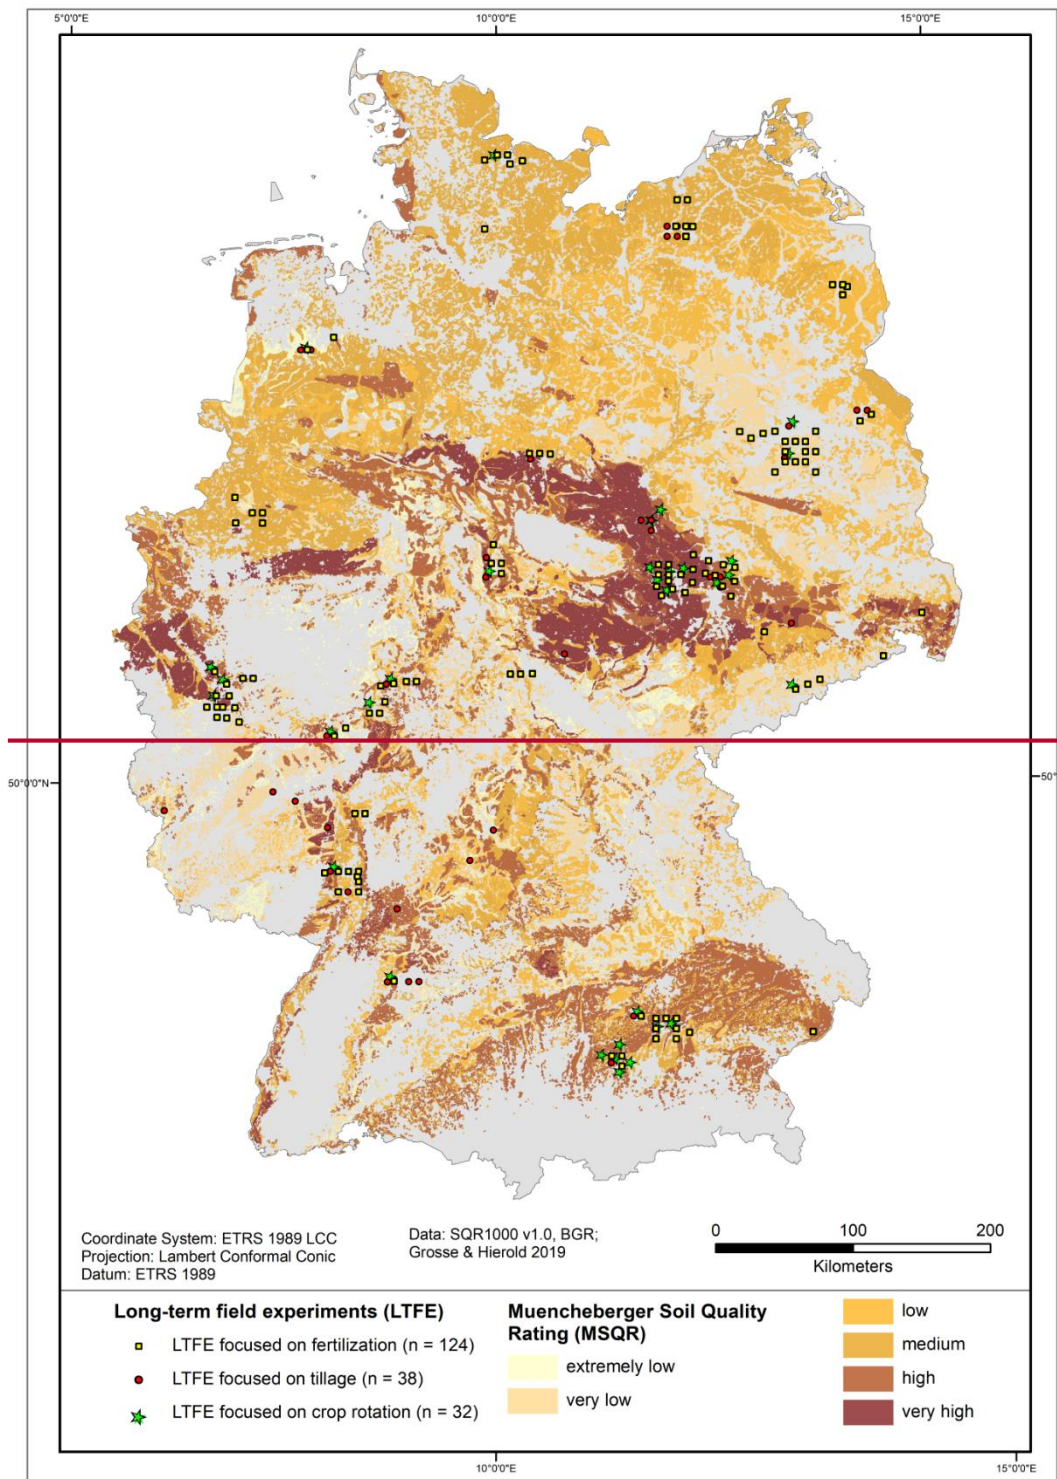 5°0'0"E 10°0'0"E 15°0'0"E
50°0'0"N 50°
Coordinate System: ETRS 1989 LCC
Projection: Lambert Conformal Conic
Datum: ETRS 1989
Data: SQR1000 v1.0, BGR;
Grosse & Hierold 2019
0 100 200
Kilometers
Long-term field experiments (LTFE)
LTFE focused on fertilization (n = 124)
LTFE focused on tillage (n = 38)
LTFE focused on crop rotation (n = 32)
Muencheberger Soil Quality
Rating (MSQR)
extremely low
very low
low
medium
high
very high
10°0'0"E 15°0'0"E